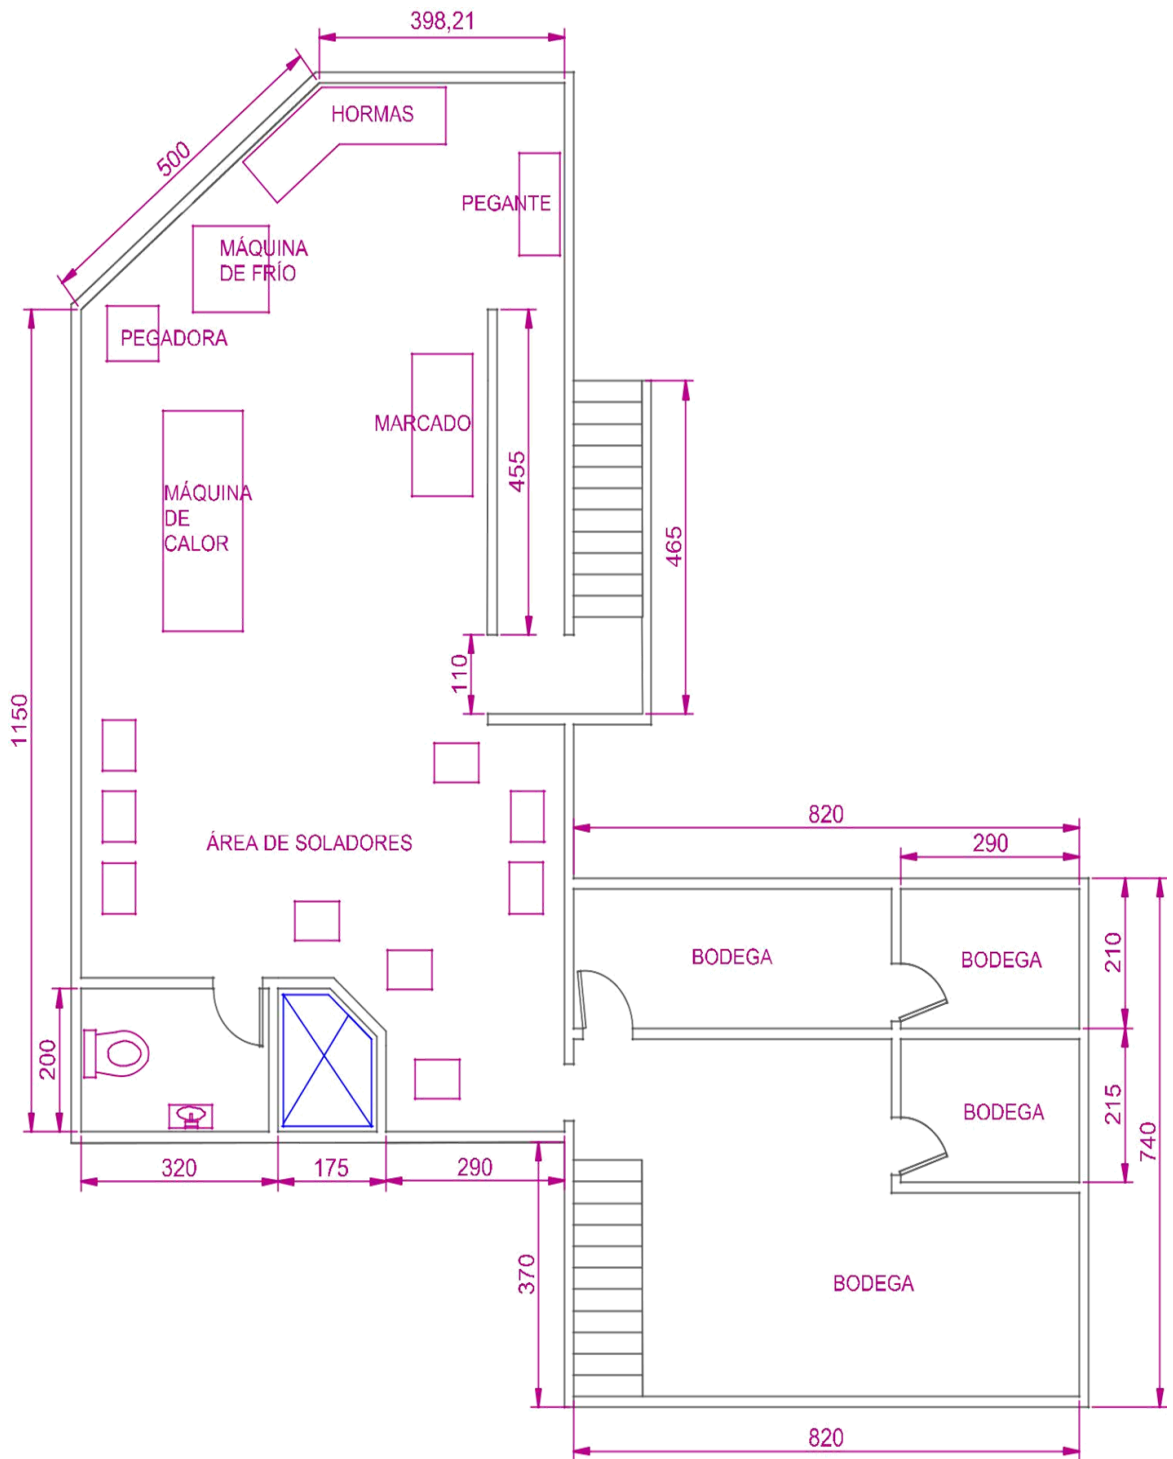 398,21
HORMAS
500
PEGANTE
MÁQUINA
DE FRÍO
PEGADORA
MARCADO
455
MÁQUINA
DE
CALOR
465
110
1150
820
ÁREA DE SOLADORES
290
BODEGA
BODEGA
210
200
BODEGA
215
740
320
175
290
370
BODEGA
820